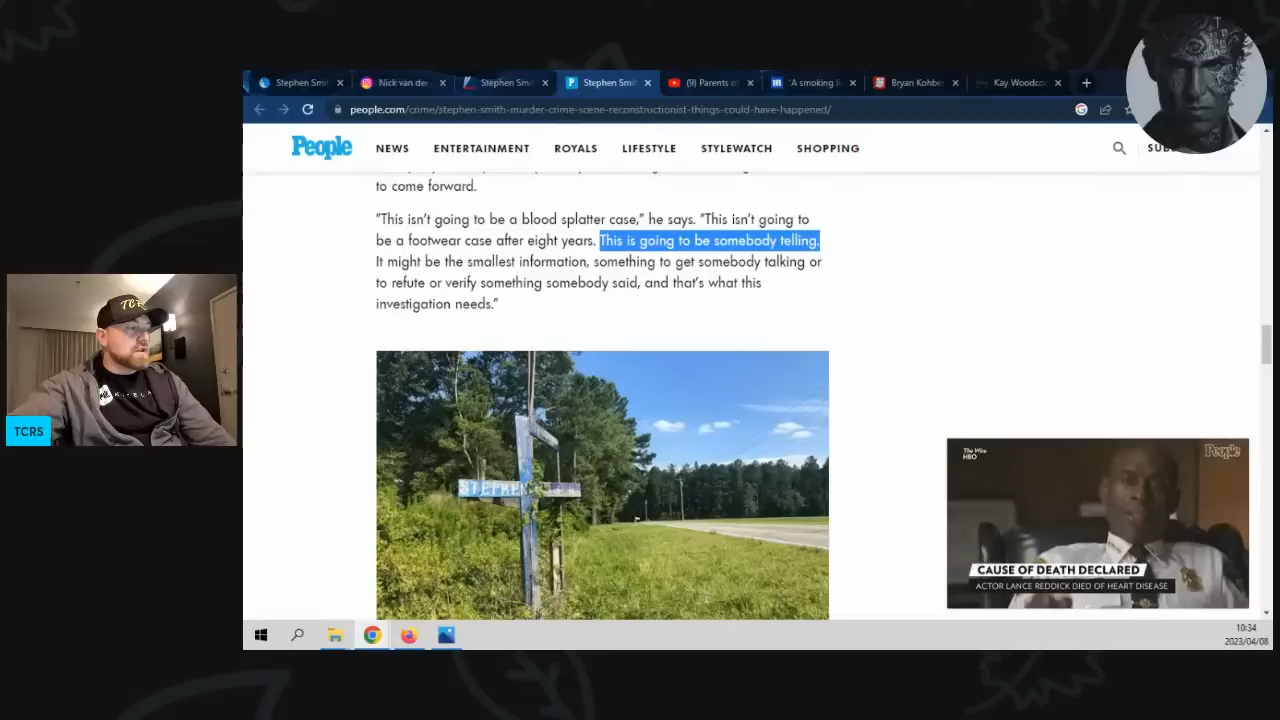 Stephen Smi
Nick van der
Stephen Smi
Stephen Smi
(9) Parents o
"A smoking
Bryan Kohbe
Kay Woodco
people.com/crime/stephen-smith-murder-crime-scene-reconstructionist-things-could-have-happened/
People
NEWS
ENTERTAINMENT
ROYALS
LIFESTYLE
STYLEWATCH
SHOPPING
to come forward.
"This isn't going to be a blood splatter case," he says. "This isn't going to
be a footwear case after eight years. This is going to be somebody telling.
It might be the smallest information, something to get somebody talking or
to refute or verify something somebody said, and that's what this
investigation needs."
TCRS
STEPHEN
The Wire
HBO
People
CAUSE OF DEATH DECLARED
ACTOR LANCE REDDICK DIED OF HEART DISEASE
10:34
2023/04/08